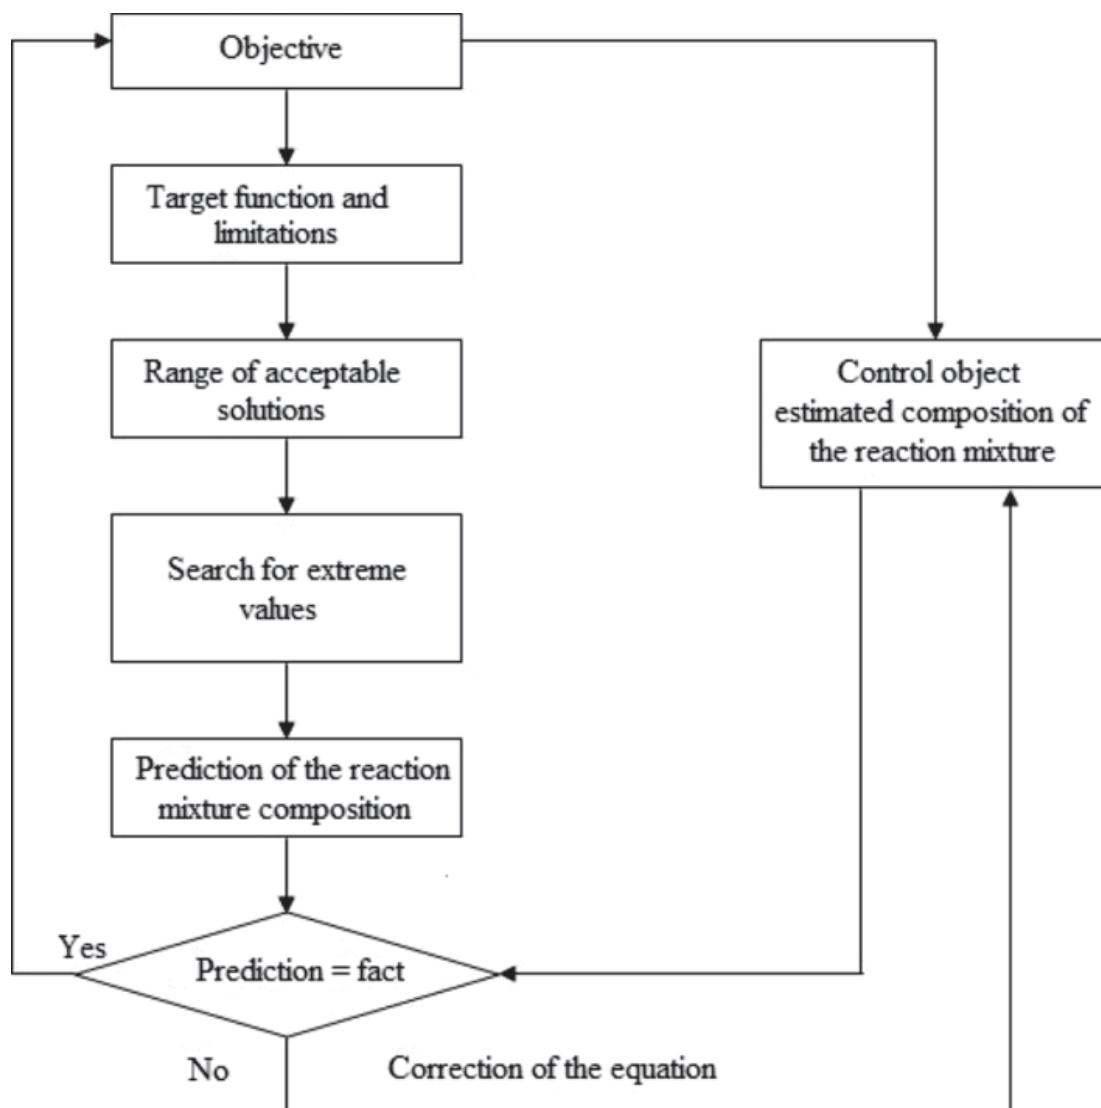 Objective
Target function and
limitations
Range of acceptable
solutions
Control object
estimated composition of
the reaction mixture
Search for extreme
values
Prediction of the reaction
mixture composition
Yes
Prediction = fact
No
Correction of the equation